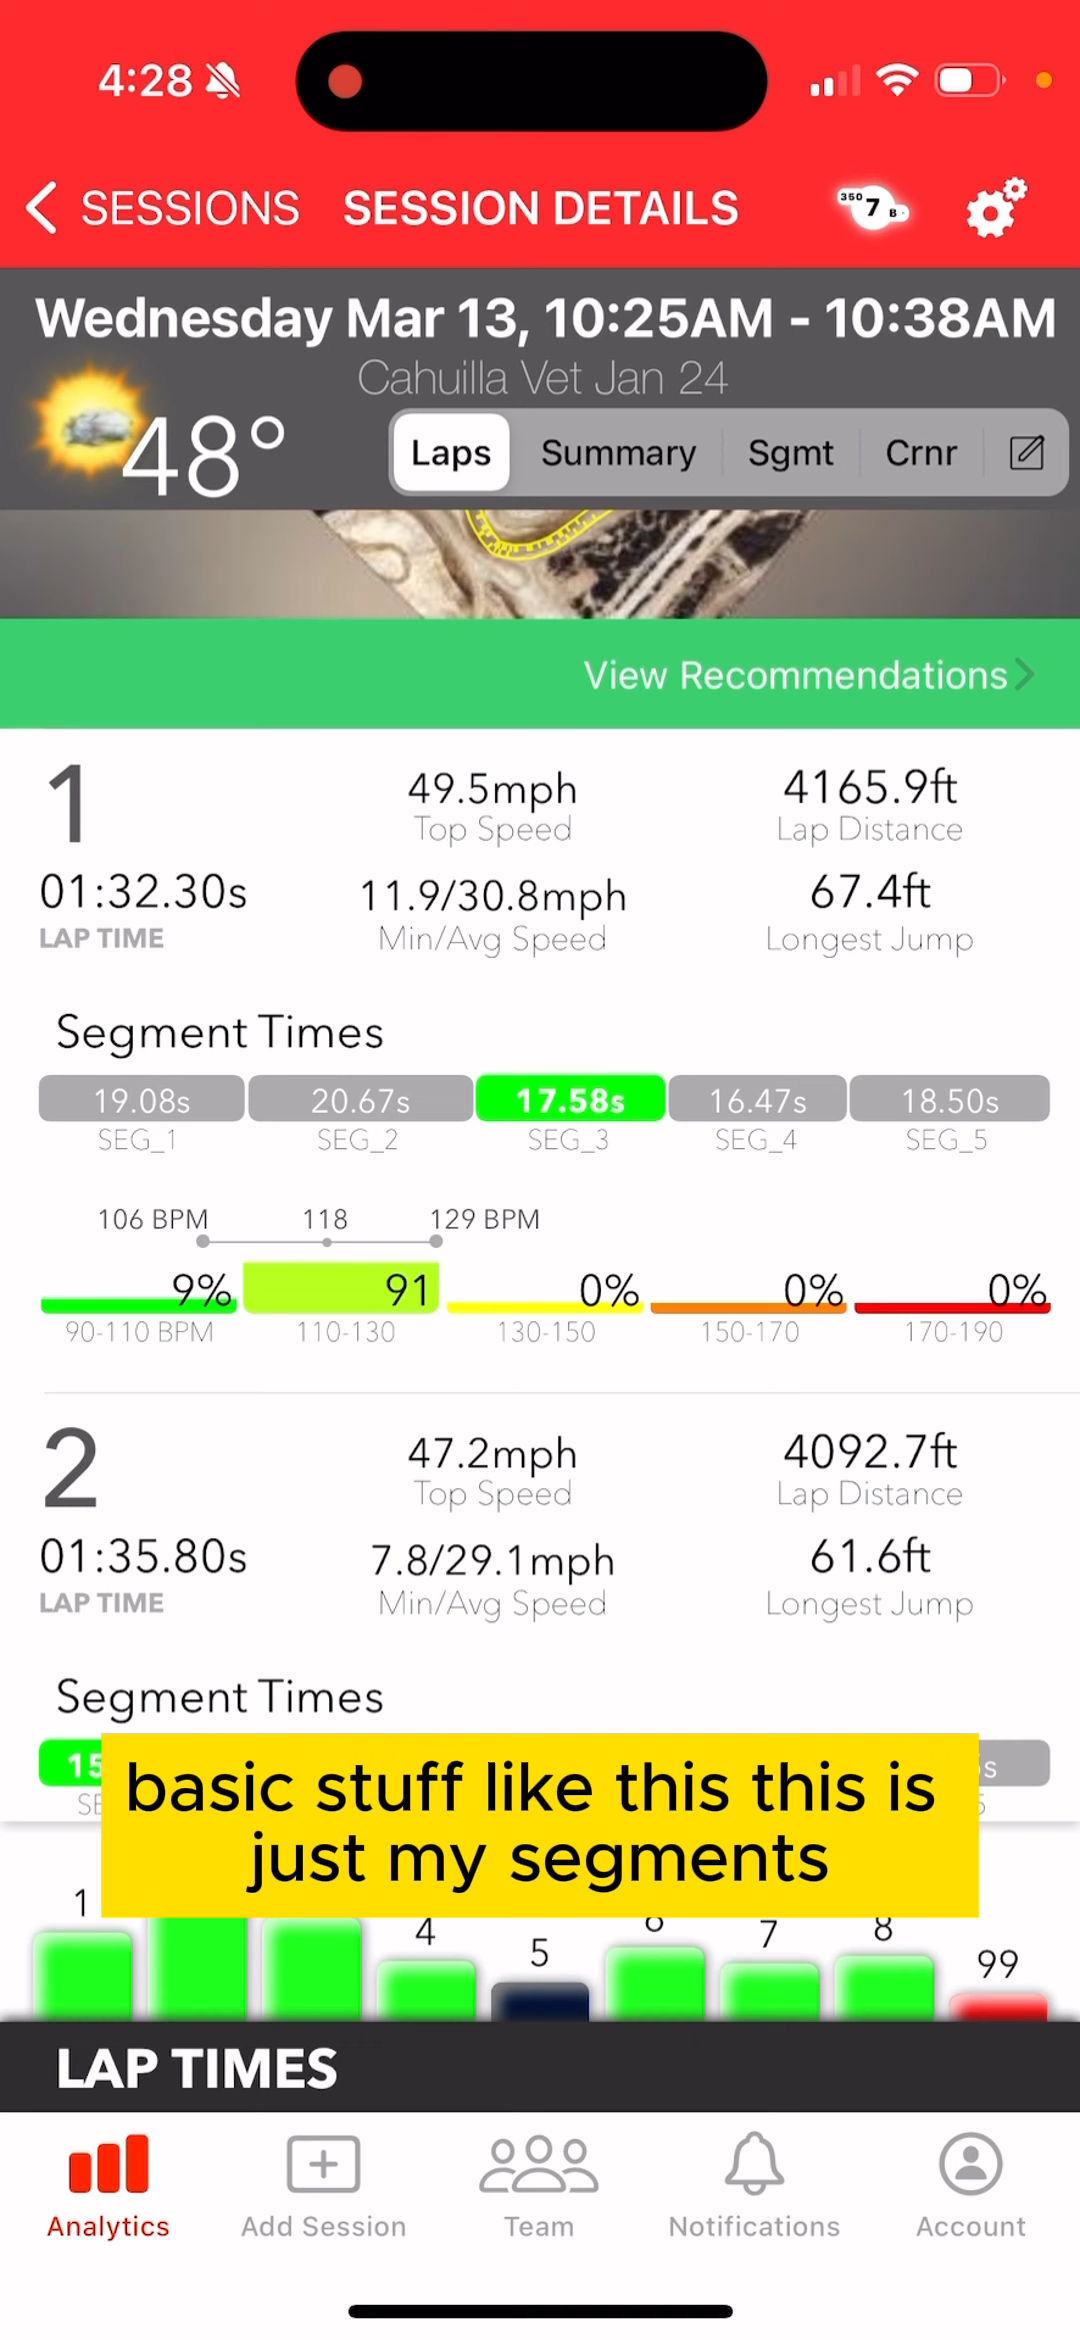 4:28
SESSIONS SESSION DETAILS 350 7 B
Wednesday Mar 13, 10:25AM - 10:38AM
Cahuilla Vet Jan 24
48°
Laps Summary Sgmt Crnr
View Recommendations
1 49.5mph 4165.9ft
Top Speed Lap Distance
01:32.30s 11.9/30.8mph 67.4ft
LAP TIME Min/Avg Speed Longest Jump
Segment Times
19.08s 20.67s 17.58s 16.47s 18.50s
SEG_1 SEG_2 SEG_3 SEG_4 SEG_5
106 BPM 118 129 BPM
9% 91 0% 0% 0%
90-110 BPM 110-130 130-150 150-170 170-190
2 47.2mph 4092.7ft
Top Speed Lap Distance
01:35.80s 7.8/29.1mph 61.6ft
LAP TIME Min/Avg Speed Longest Jump
Segment Times
basic stuff like this this is
just my segments
1 4 5 7 8 99
LAP TIMES
Analytics Add Session Team Notifications Account